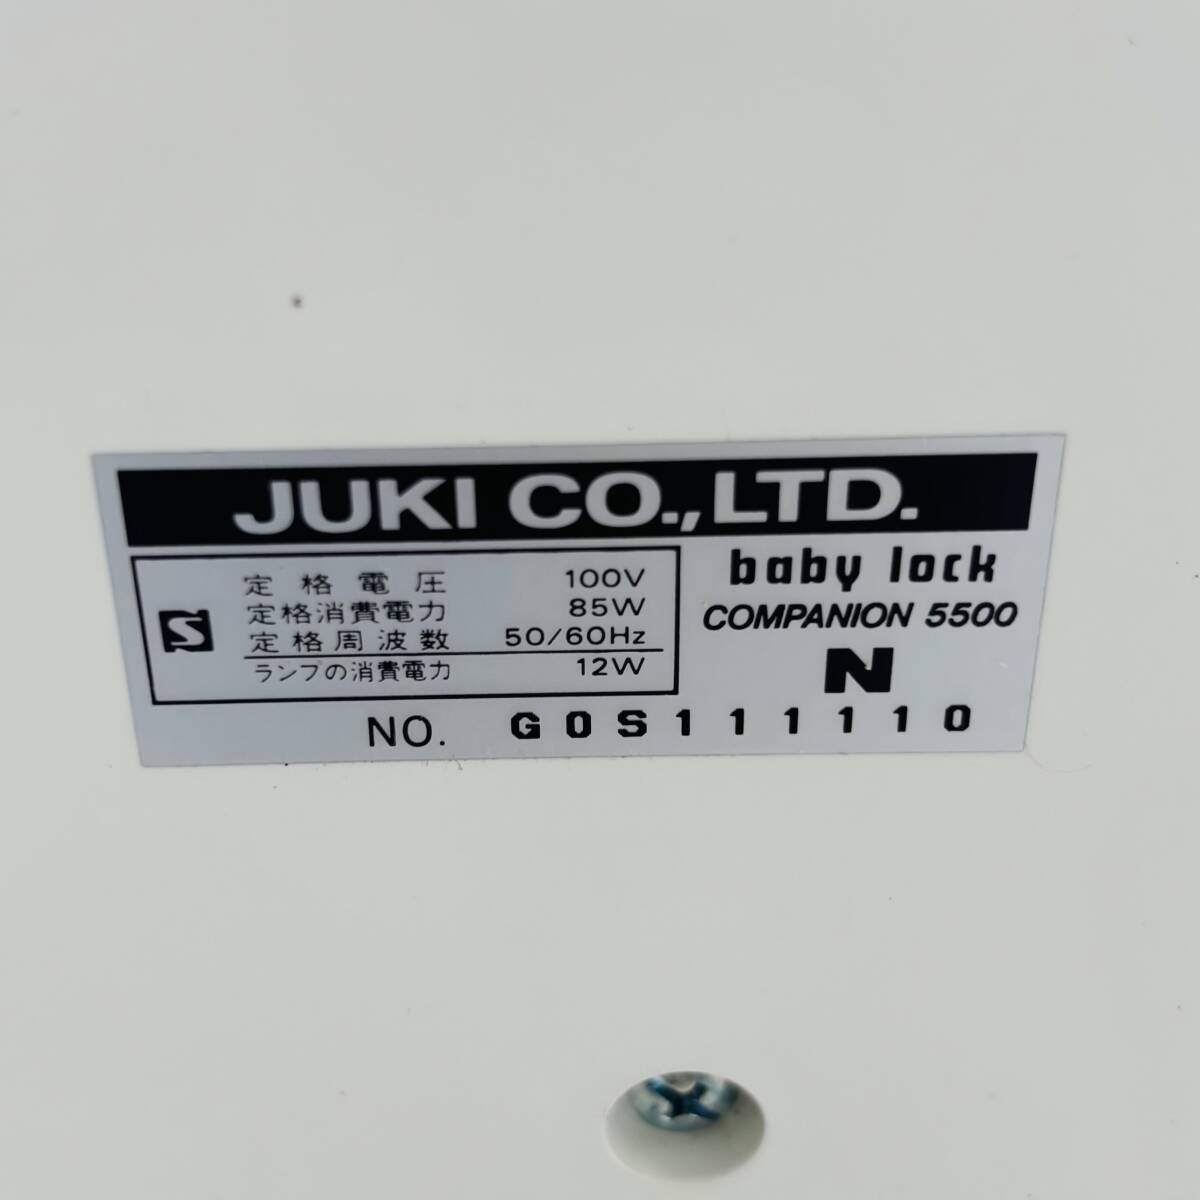 JUKI CO.,LTD.
定格電圧 100V
定格消費電力 85W
定格周波数 50/60Hz
ランプの消費電力 12W
baby lock
COMPANION 5500
N
NO. G0S111110